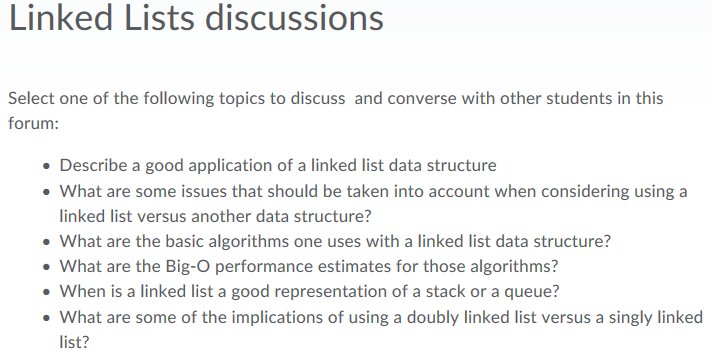 Linked Lists discussions
Select one of the following topics to discuss and converse with other students in this
forum:
• Describe a good application of a linked list data structure
• What are some issues that should be taken into account when considering using a
linked list versus another data structure?
• What are the basic algorithms one uses with a linked list data structure?
• What are the Big-O performance estimates for those algorithms?
• When is a linked list a good representation of a stack or a queue?
• What are some of the implications of using a doubly linked list versus a singly linked
list?